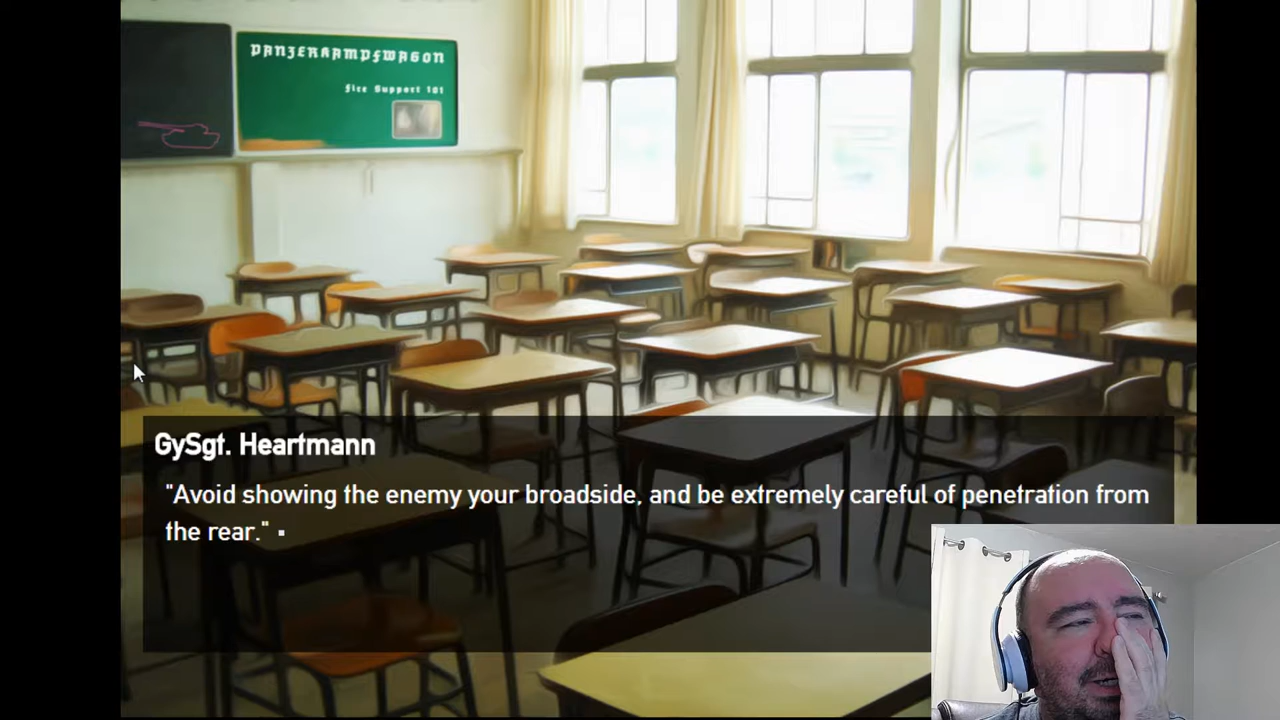 PANZERKAMPFWAGON
Fire Support 101
GySgt. Heartmann
"Avoid showing the enemy your broadside, and be extremely careful of penetration from
the rear."